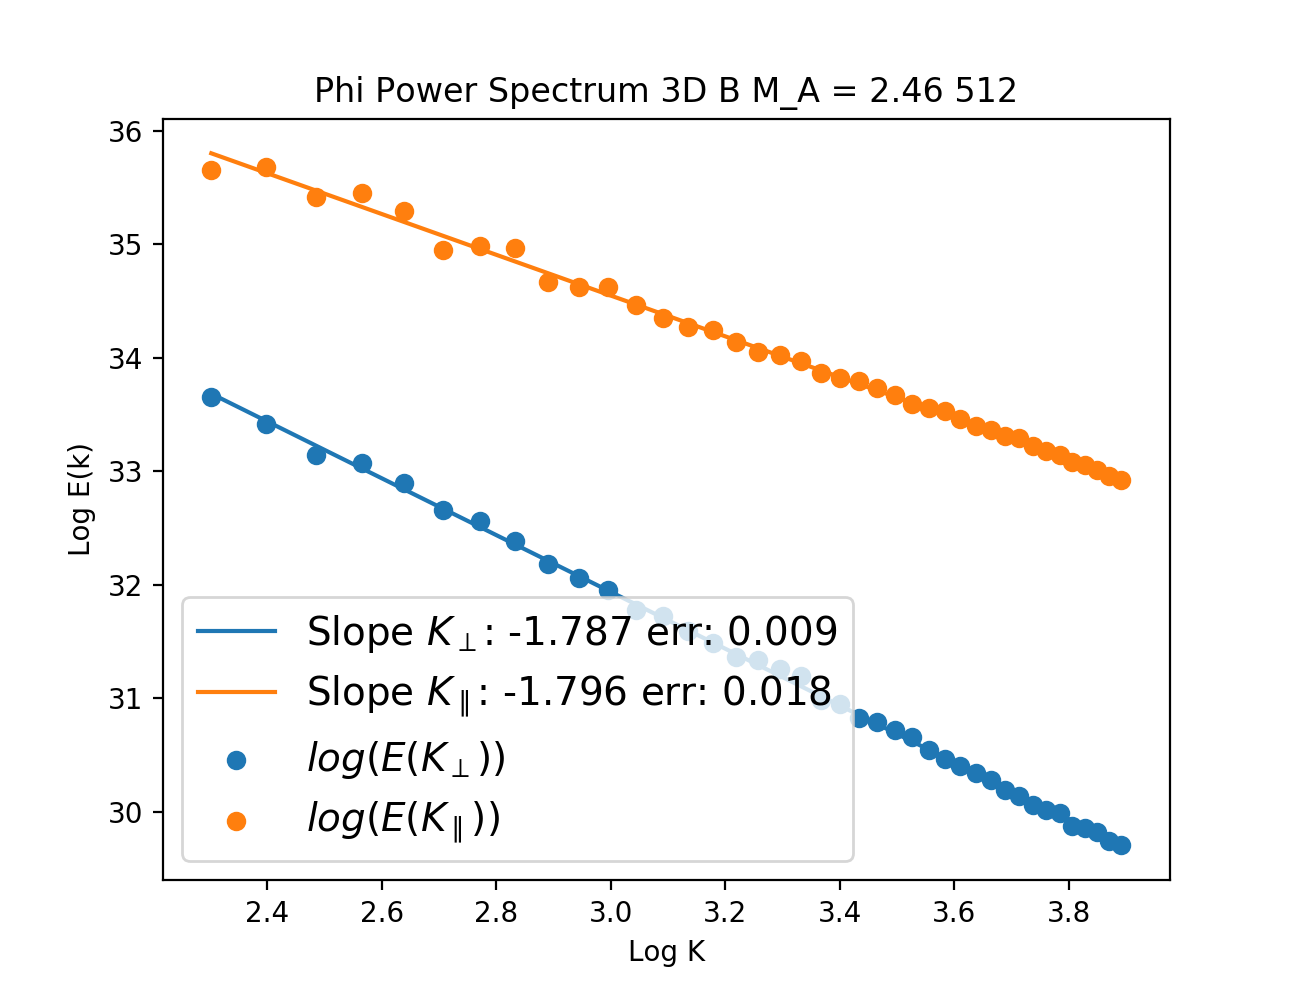 Phi Power Spectrum 3D B M_A = 2.46 512
36
35
34
33
32
31
30
Log E(k)
Slope K⊥: -1.787 err: 0.009
Slope K∥: -1.796 err: 0.018
log(E(K⊥))
log(E(K∥))
2.4 2.6 2.8 3.0 3.2 3.4 3.6 3.8
Log K